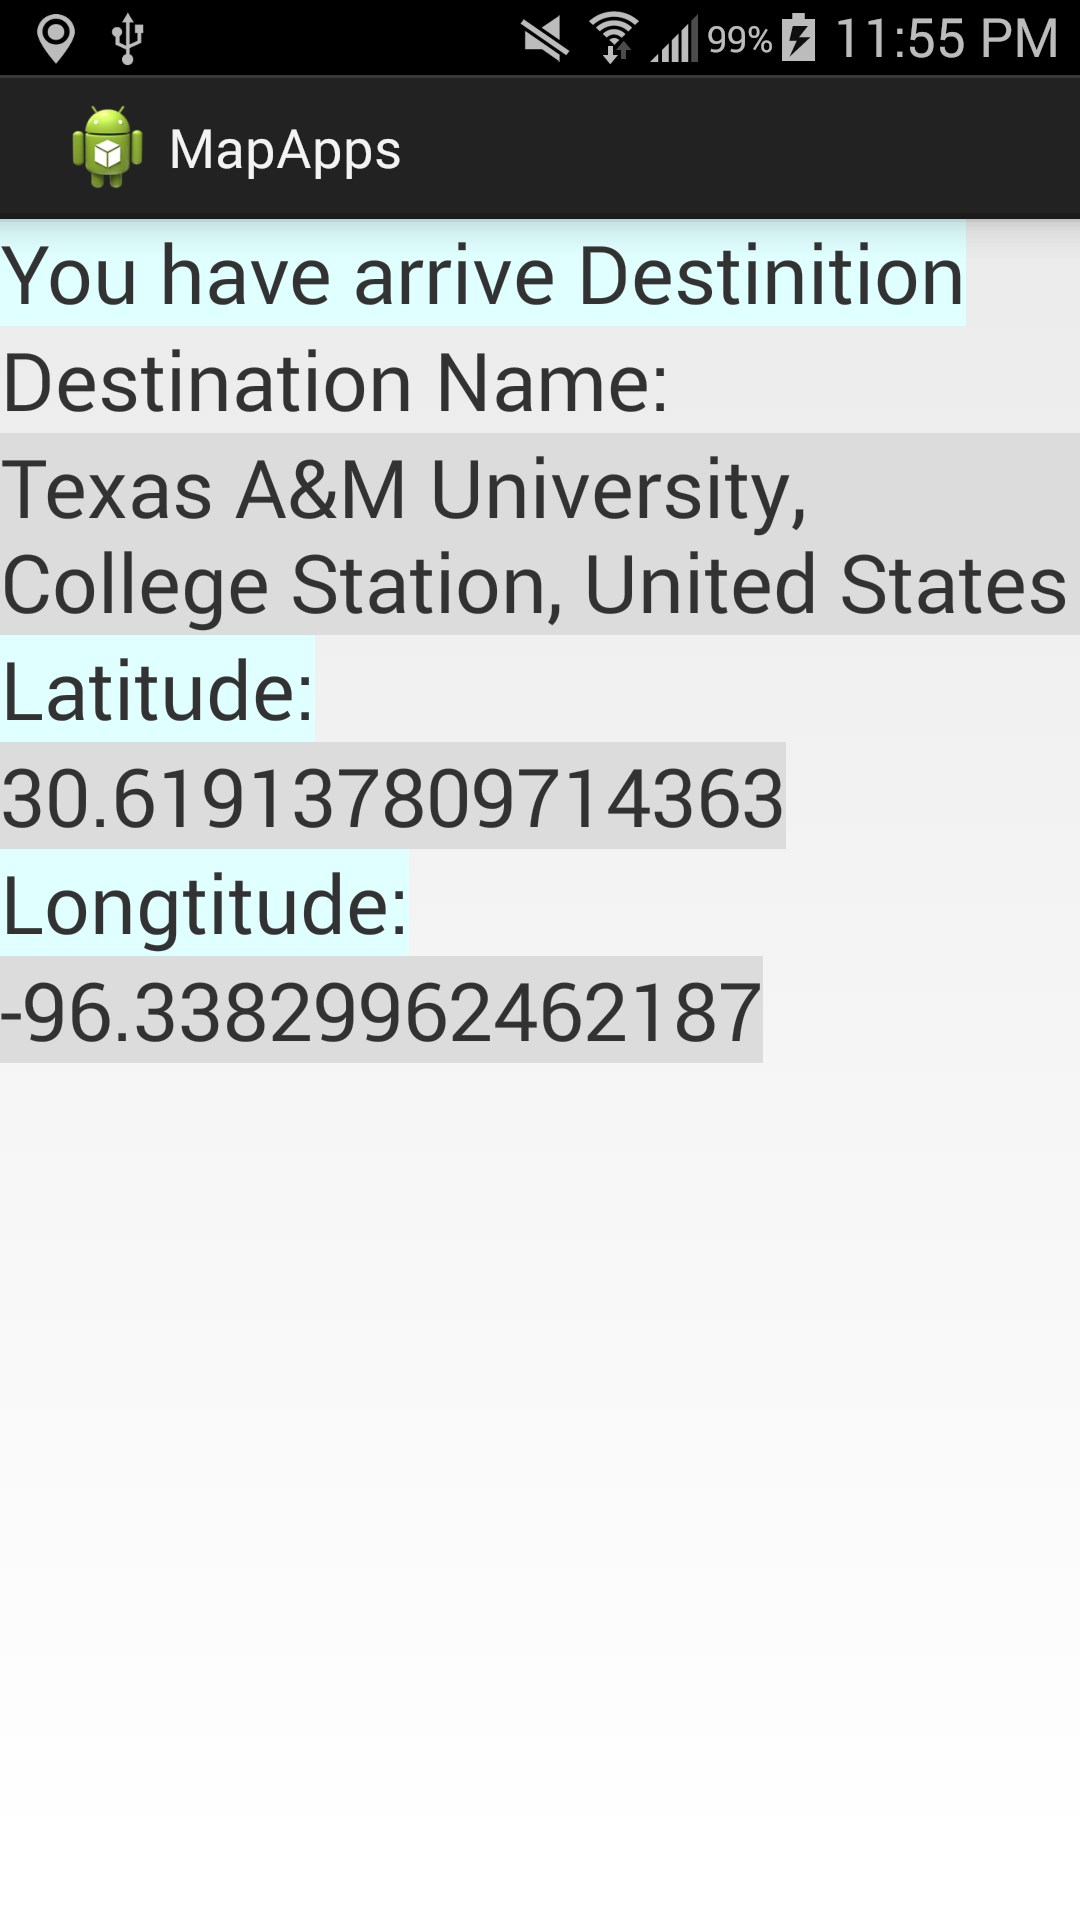 99% 11:55 PM
MapApps
You have arrive Destinition
Destination Name:
Texas A&M University,
College Station, United States
Latitude:
30.619137809714363
Longtitude:
-96.33829962462187